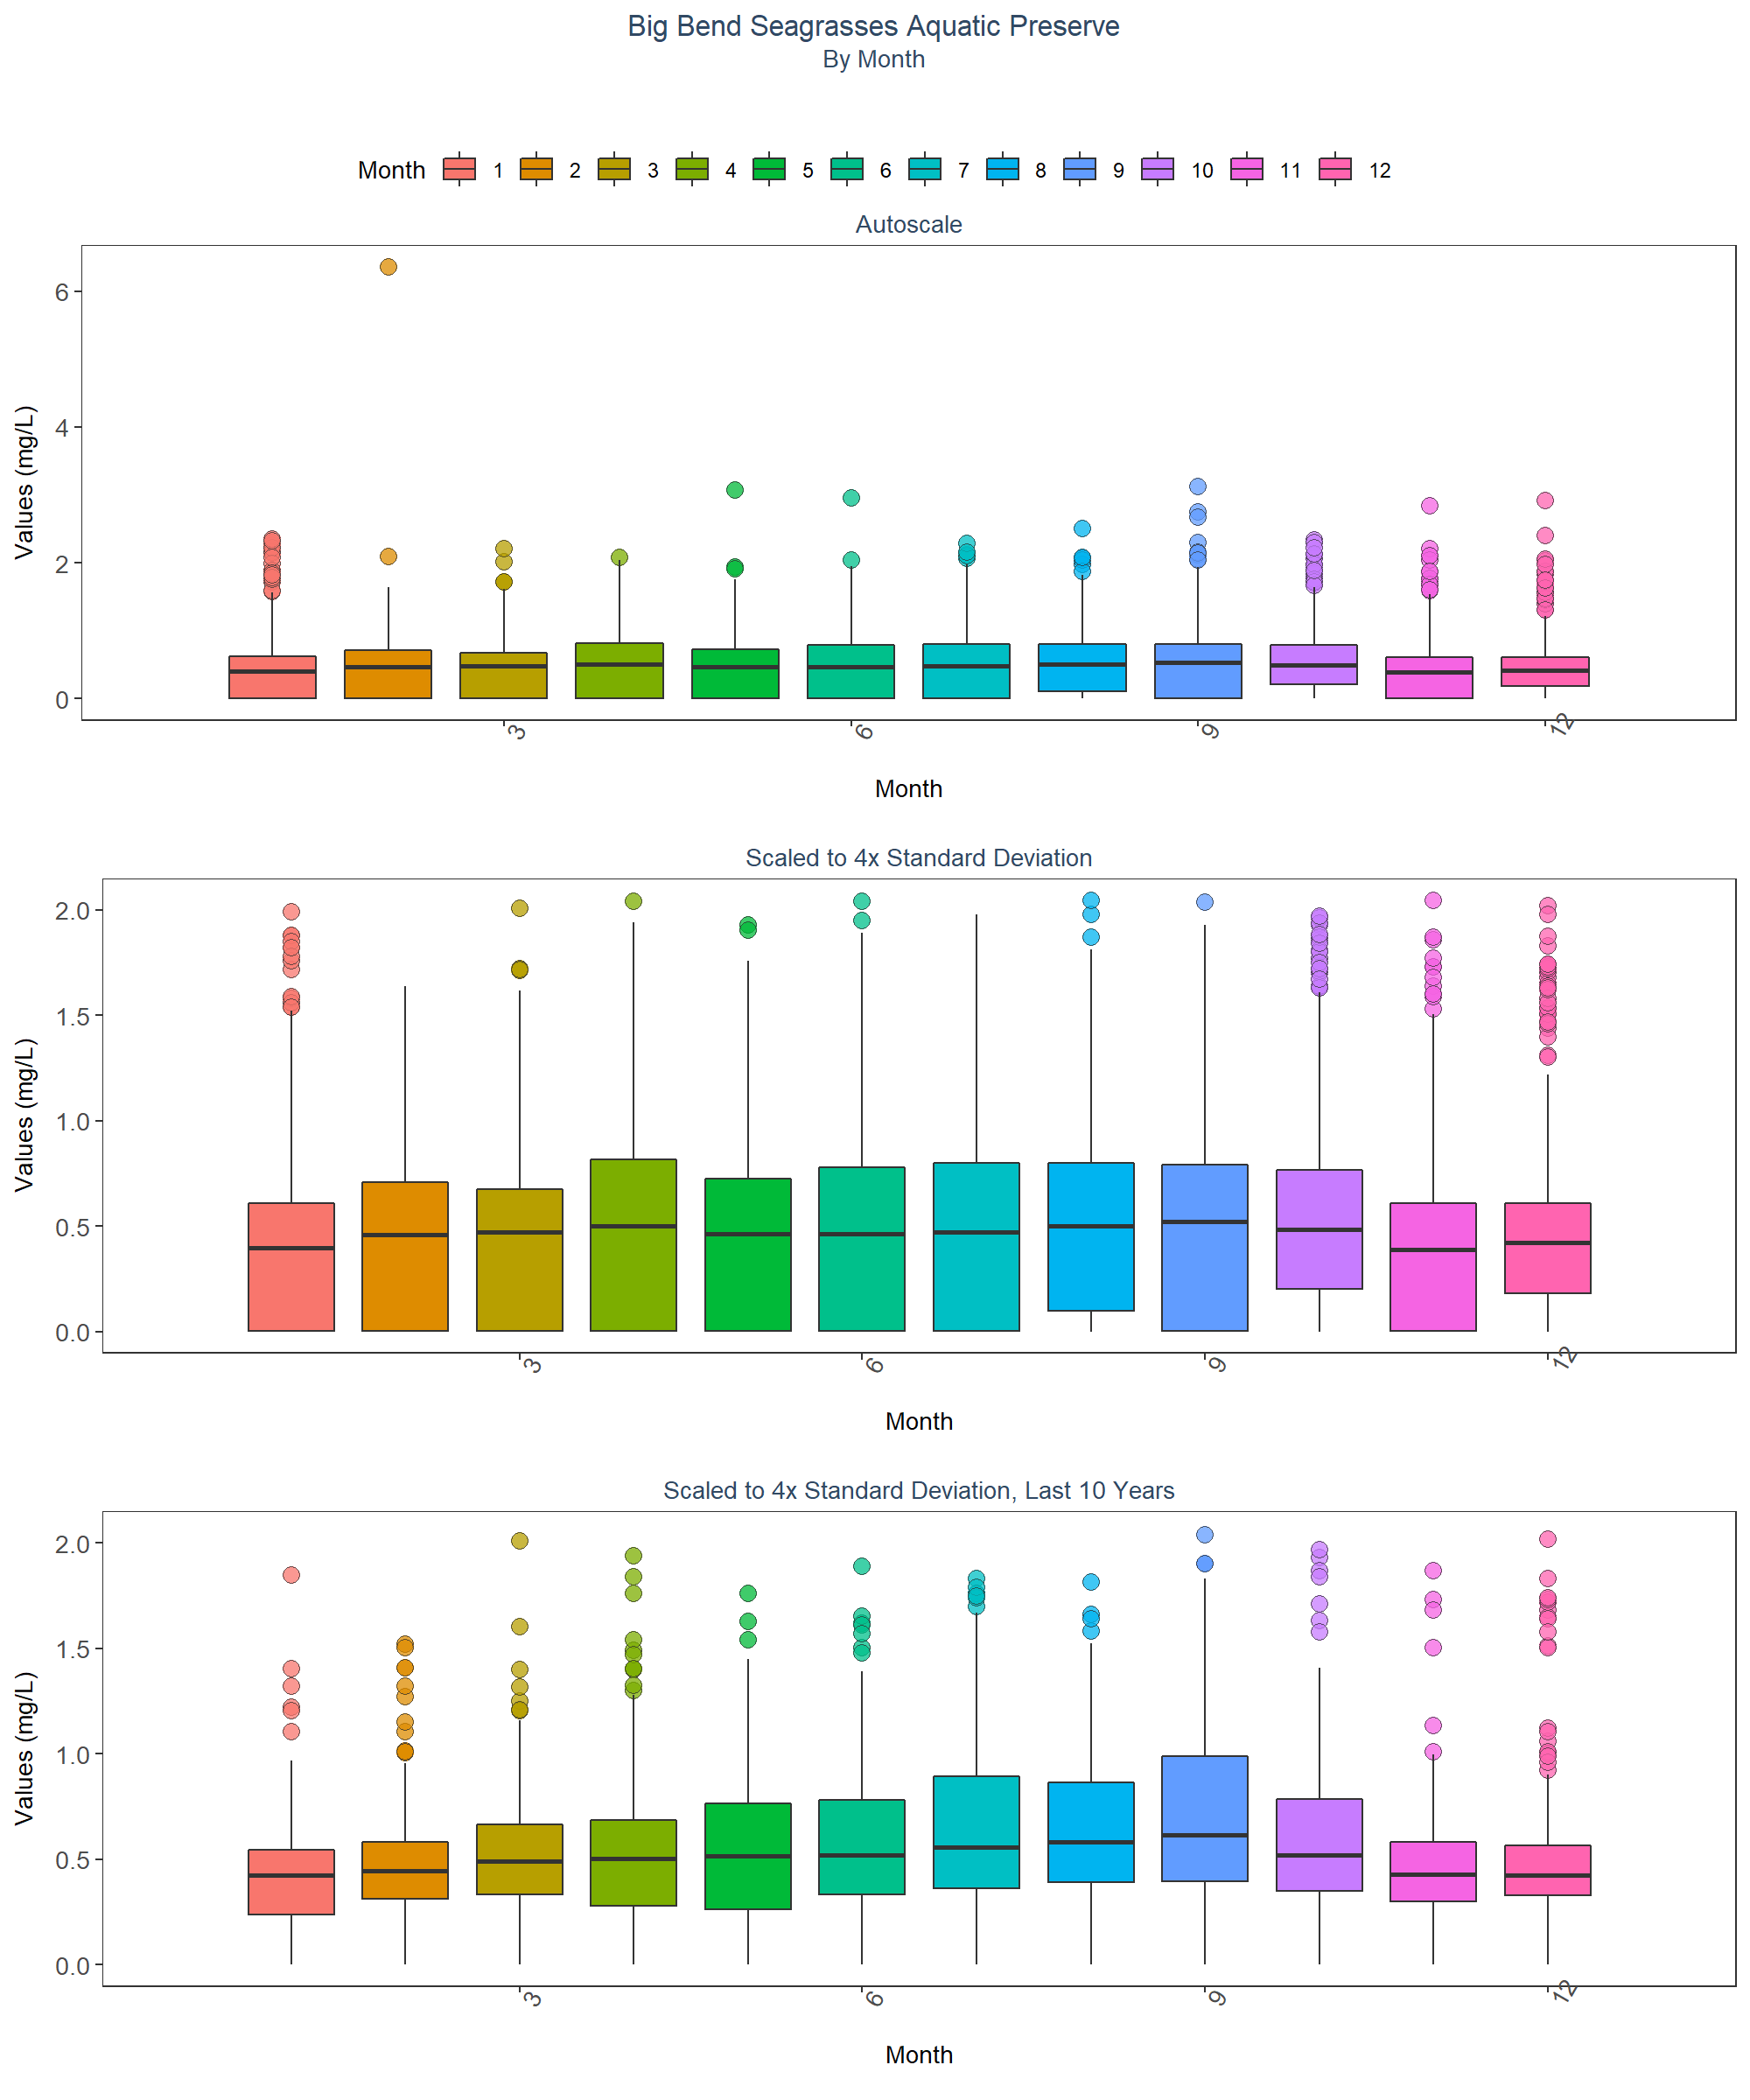 Big Bend Seagrasses Aquatic Preserve
By Month
Month 1 2 3 4 5 6 7 8 9 10 11 12
Autoscale
Values (mg/L)
6
4
2
0
3 6 9 12
Month
Scaled to 4x Standard Deviation
Values (mg/L)
2.0
1.5
1.0
0.5
0.0
3 6 9 12
Month
Scaled to 4x Standard Deviation, Last 10 Years
Values (mg/L)
2.0
1.5
1.0
0.5
0.0
3 6 9 12
Month